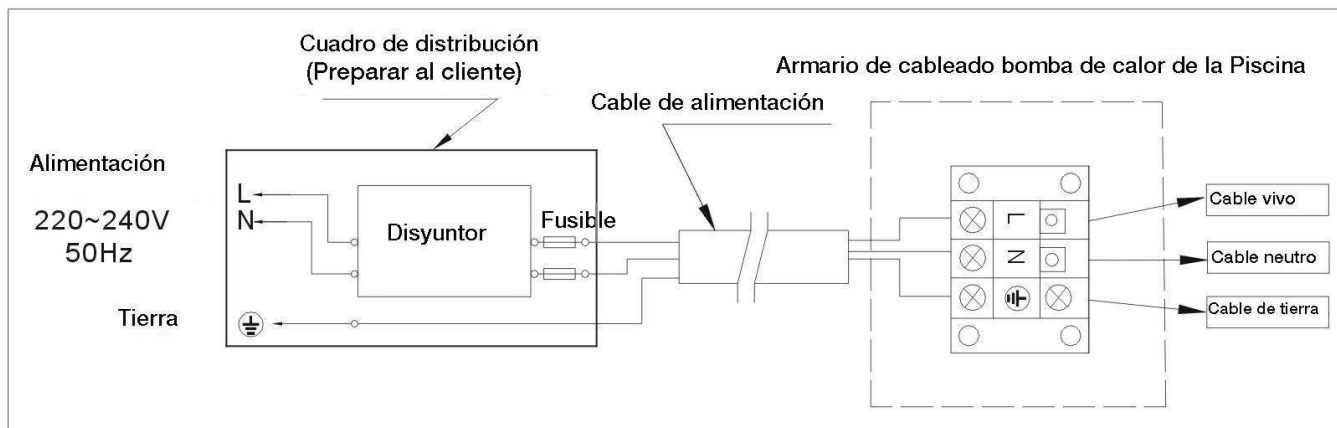 Cuadro de distribución
(Preparar al cliente)
Armario de cableado bomba de calor de la Piscina
Cable de alimentación
Alimentación
220~240V
50Hz
L
N
Disyuntor
Fusible
Tierra
L
N
Cable vivo
Cable neutro
Cable de tierra